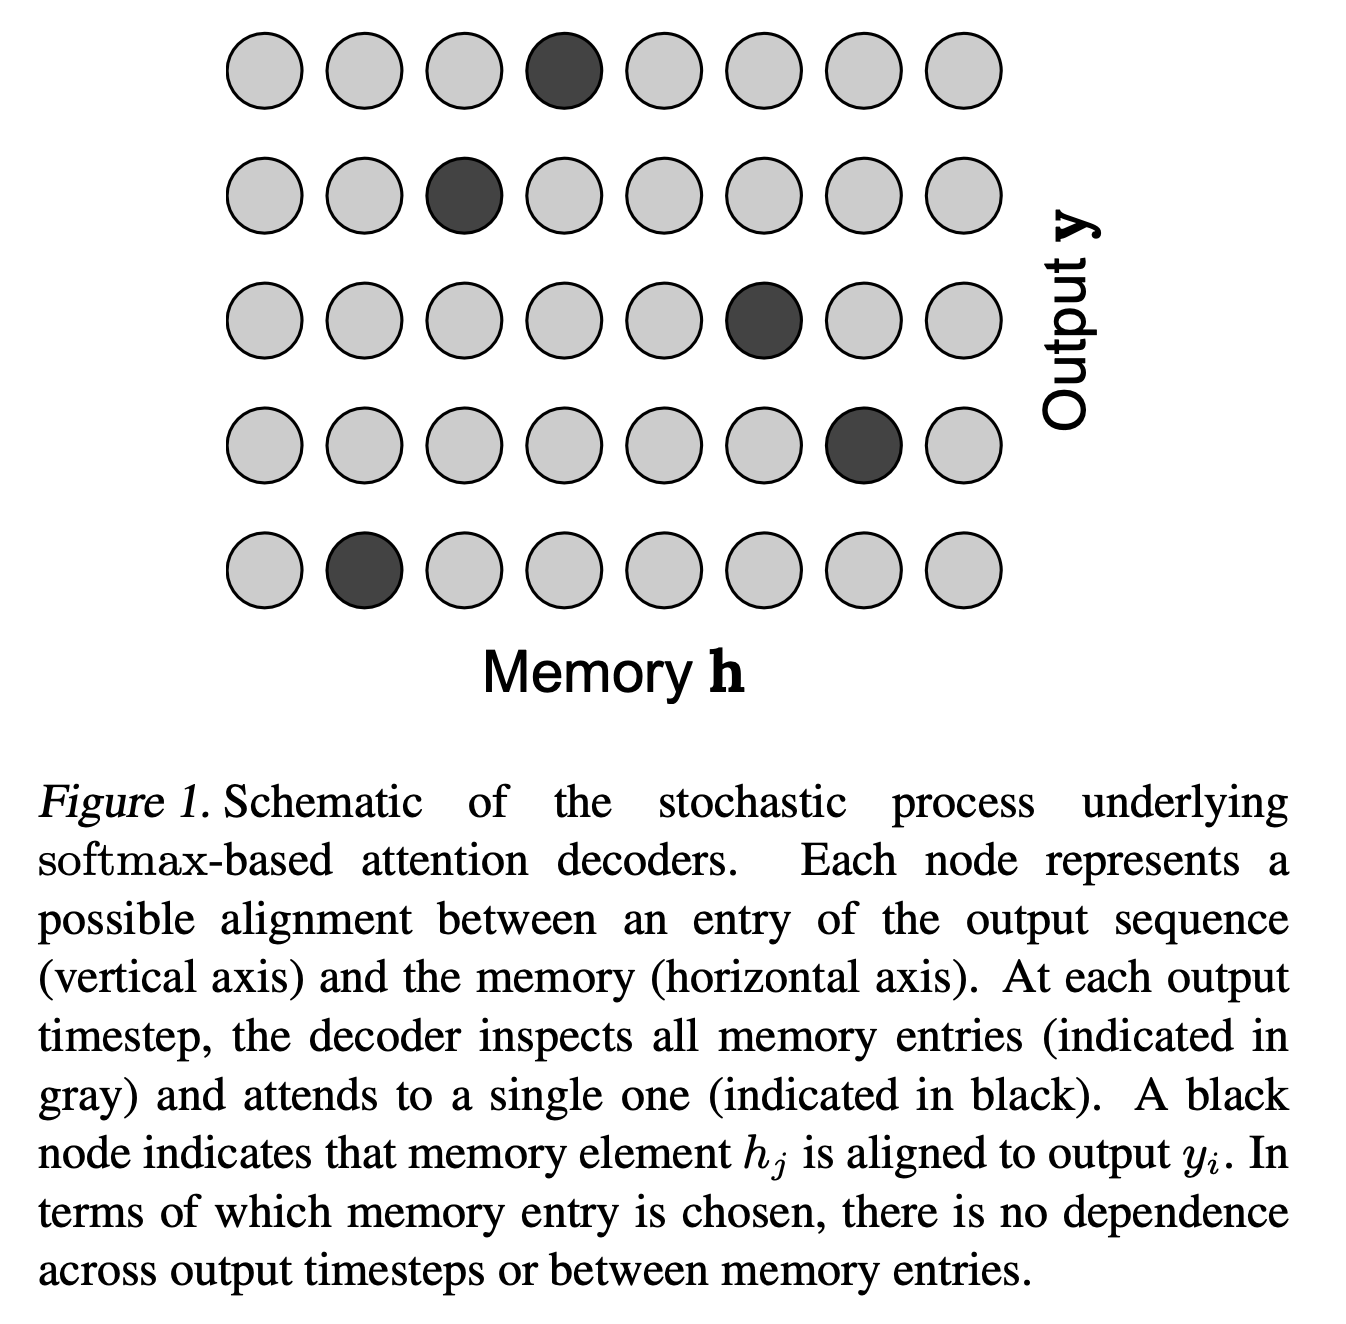 Output y
Memory h
Figure 1. Schematic of the stochastic process underlying
softmax-based attention decoders. Each node represents a
possible alignment between an entry of the output sequence
(vertical axis) and the memory (horizontal axis). At each output
timestep, the decoder inspects all memory entries (indicated in
gray) and attends to a single one (indicated in black). A black
node indicates that memory element hⱼ is aligned to output yᵢ. In
terms of which memory entry is chosen, there is no dependence
across output timesteps or between memory entries.